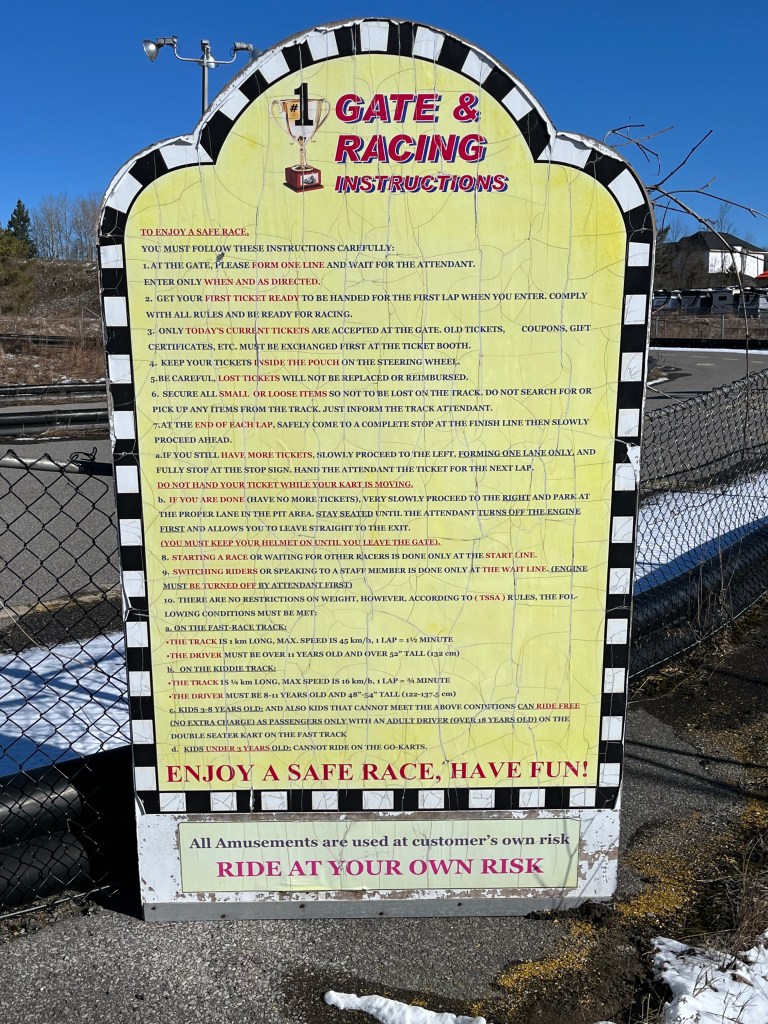 #1
GATE &
RACING
INSTRUCTIONS
TO ENJOY A SAFE RACE,
YOU MUST FOLLOW THESE INSTRUCTIONS CAREFULLY:
1. AT THE GATE, PLEASE FORM ONE LINE AND WAIT FOR THE ATTENDANT.
ENTER ONLY WHEN AND AS DIRECTED.
2. GET YOUR FIRST TICKET READY TO BE HANDED FOR THE FIRST LAP WHEN YOU ENTER. COMPLY
WITH ALL RULES AND BE READY FOR RACING.
3. ONLY TODAY'S CURRENT TICKETS ARE ACCEPTED AT THE GATE. OLD TICKETS, COUPONS, GIFT
CERTIFICATES, ETC. MUST BE EXCHANGED FIRST AT THE TICKET BOOTH.
4. KEEP YOUR TICKETS INSIDE THE POUCH ON THE STEERING WHEEL.
5.BE CAREFUL, LOST TICKETS WILL NOT BE REPLACED OR REIMBURSED.
6. SECURE ALL SMALL OR LOOSE ITEMS SO NOT TO BE LOST ON THE TRACK. DO NOT SEARCH FOR OR
PICK UP ANY ITEMS FROM THE TRACK. JUST INFORM THE TRACK ATTENDANT.
7.AT THE END OF EACH LAP, SAFELY COME TO A COMPLETE STOP AT THE FINISH LINE THEN SLOWLY
PROCEED AHEAD.
a.IF YOU STILL HAVE MORE TICKETS, SLOWLY PROCEED TO THE LEFT, FORMING ONE LANE ONLY, AND
FULLY STOP AT THE STOP SIGN. HAND THE ATTENDANT THE TICKET FOR THE NEXT LAP.
DO NOT HAND YOUR TICKET WHILE YOUR KART IS MOVING.
b. IF YOU ARE DONE (HAVE NO MORE TICKETS), VERY SLOWLY PROCEED TO THE RIGHT AND PARK AT
THE PROPER LANE IN THE PIT AREA. STAY SEATED UNTIL THE ATTENDANT TURNS OFF THE ENGINE
FIRST AND ALLOWS YOU TO LEAVE STRAIGHT TO THE EXIT.
(YOU MUST KEEP YOUR HELMET ON UNTIL YOU LEAVE THE GATE).
8. STARTING A RACE OR WAITING FOR OTHER RACERS IS DONE ONLY AT THE START LINE.
9. SWITCHING RIDERS OR SPEAKING TO A STAFF MEMBER IS DONE ONLY AT THE WAIT LINE. (ENGINE
MUST BE TURNED OFF BY ATTENDANT FIRST)
10. THERE ARE NO RESTRICTIONS ON WEIGHT, HOWEVER, ACCORDING TO ( TSSA ) RULES, THE FOL-
LOWING CONDITIONS MUST BE MET:
a. ON THE FAST-RACE TRACK:
•THE TRACK IS 1 km LONG, MAX. SPEED IS 45 km/h, 1 LAP = 1½ MINUTE
•THE DRIVER MUST BE OVER 11 YEARS OLD AND OVER 52" TALL (132 cm)
b. ON THE KIDDIE TRACK:
•THE TRACK IS ¼ km LONG, MAX SPEED IS 16 km/h, 1 LAP = ¾ MINUTE
•THE DRIVER MUST BE 8-11 YEARS OLD AND 48"-54" TALL (122-137.5 cm)
c. KIDS 3-8 YEARS OLD; AND ALSO KIDS THAT CANNOT MEET THE ABOVE CONDITIONS CAN RIDE FREE
(NO EXTRA CHARGE) AS PASSENGERS ONLY WITH AN ADULT DRIVER (OVER 18 YEARS OLD) ON THE
DOUBLE SEATER KART ON THE FAST TRACK
d. KIDS UNDER 3 YEARS OLD; CANNOT RIDE ON THE GO-KARTS.
ENJOY A SAFE RACE, HAVE FUN!
All Amusements are used at customer's own risk
RIDE AT YOUR OWN RISK